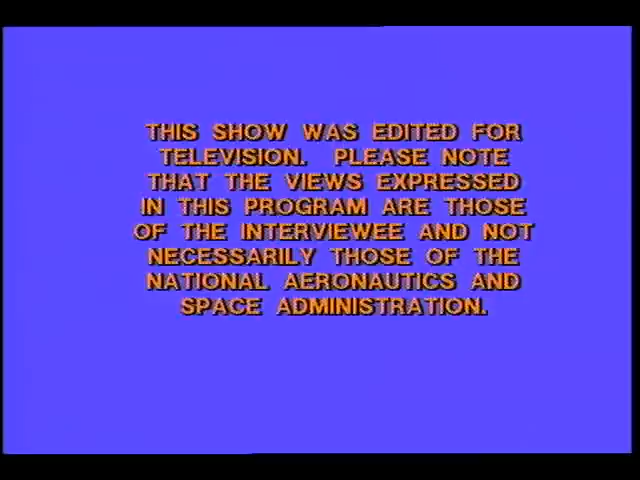 THIS SHOW WAS EDITED FOR
TELEVISION. PLEASE NOTE
THAT THE VIEWS EXPRESSED
IN THIS PROGRAM ARE THOSE
OF THE INTERVIEWEE AND NOT
NECESSARILY THOSE OF THE
NATIONAL AERONAUTICS AND
SPACE ADMINISTRATION.